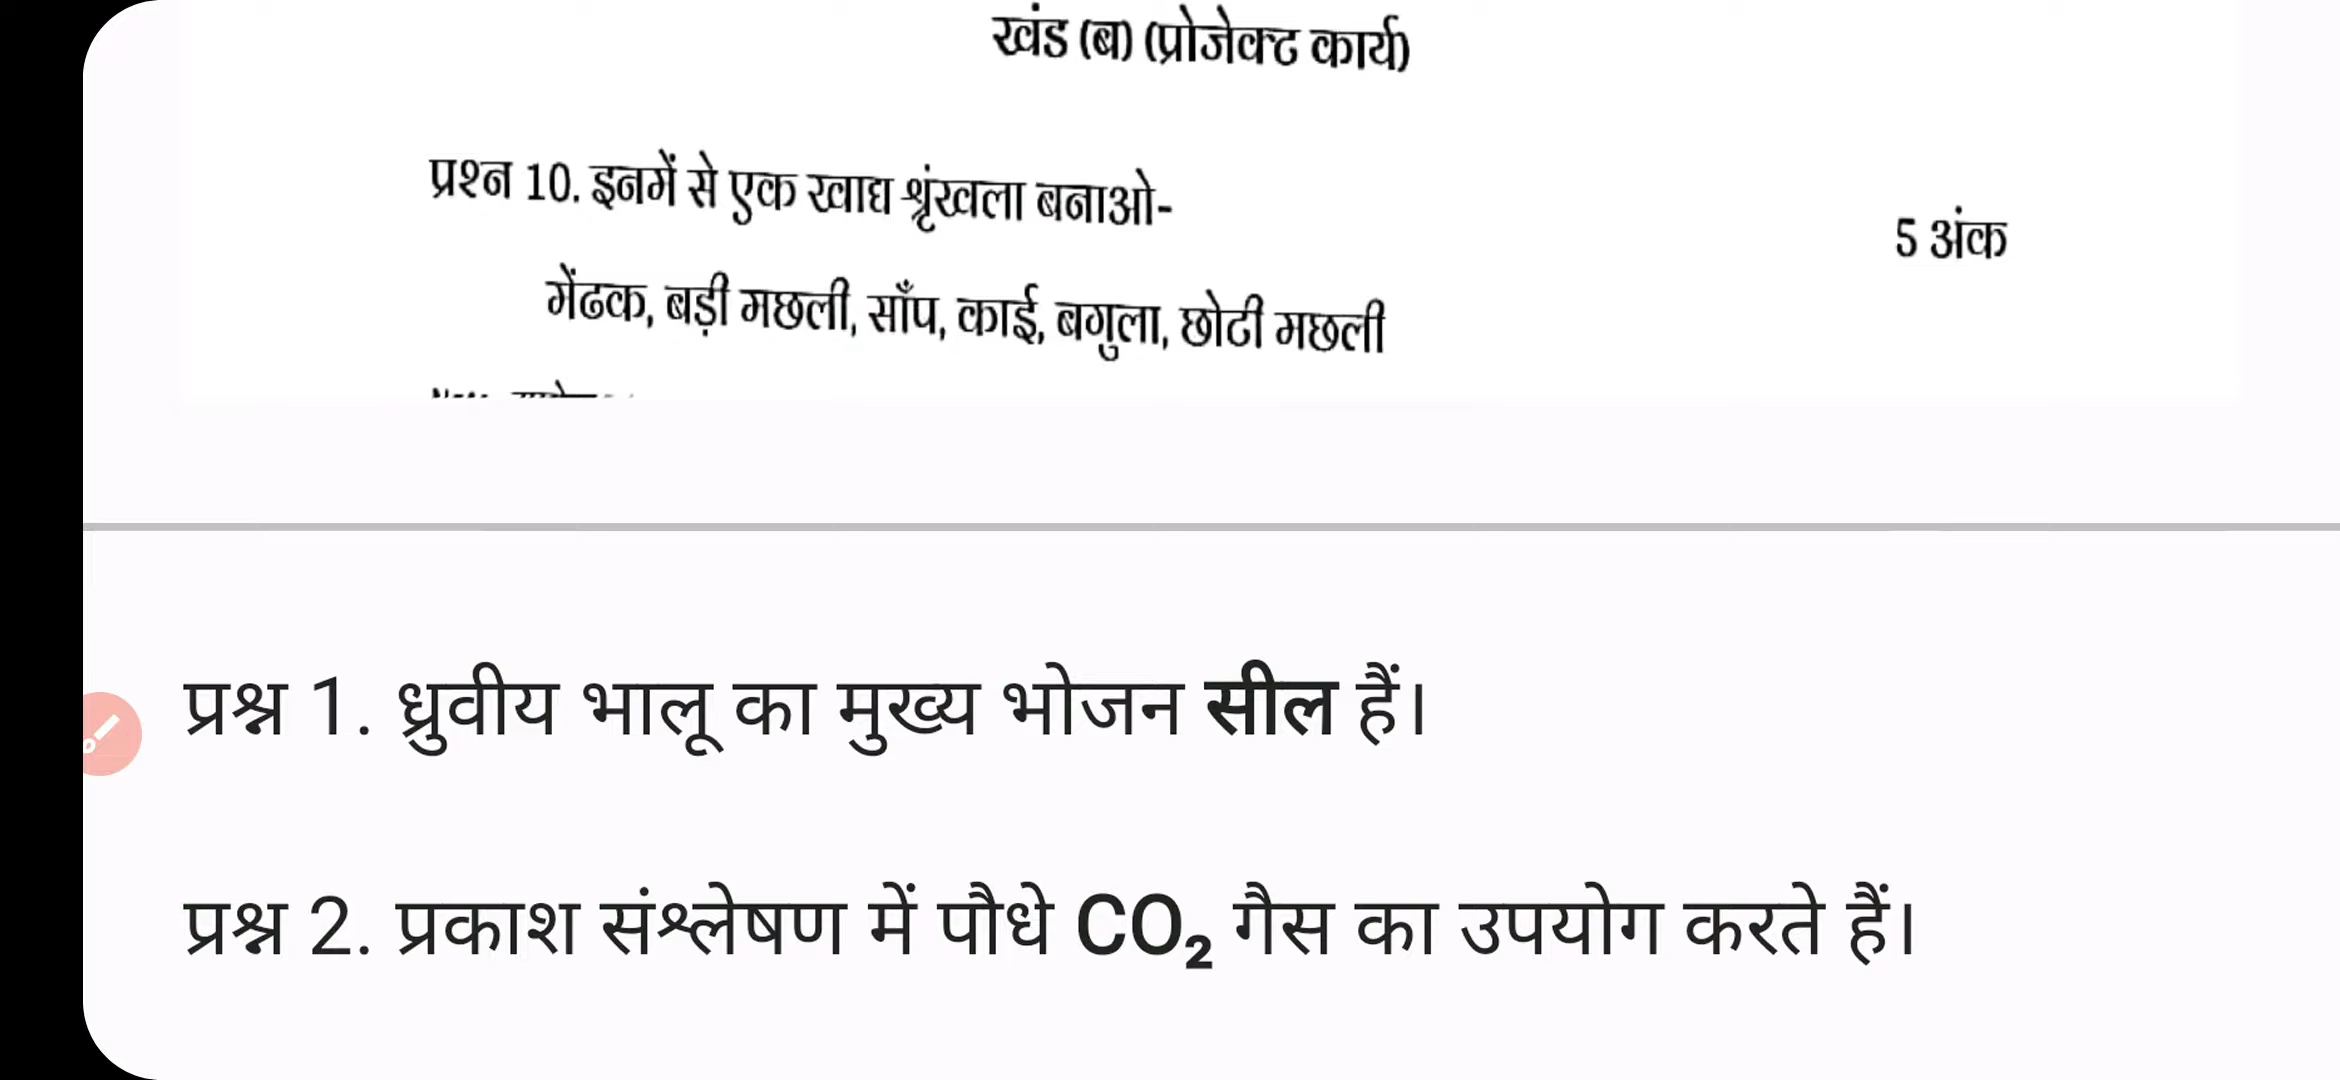 खंड (ब) (प्रोजेक्ट कार्य)
प्रश्न 10. इनमें से एक खाद्य श्रृंखला बनाओ-
5 अंक
मेंढक, बड़ी मछली, साँप, काई, बगुला, छोटी मछली
प्रश्न 1. ध्रुवीय भालू का मुख्य भोजन सील हैं।
प्रश्न 2. प्रकाश संश्लेषण में पौधे CO₂ गैस का उपयोग करते हैं।